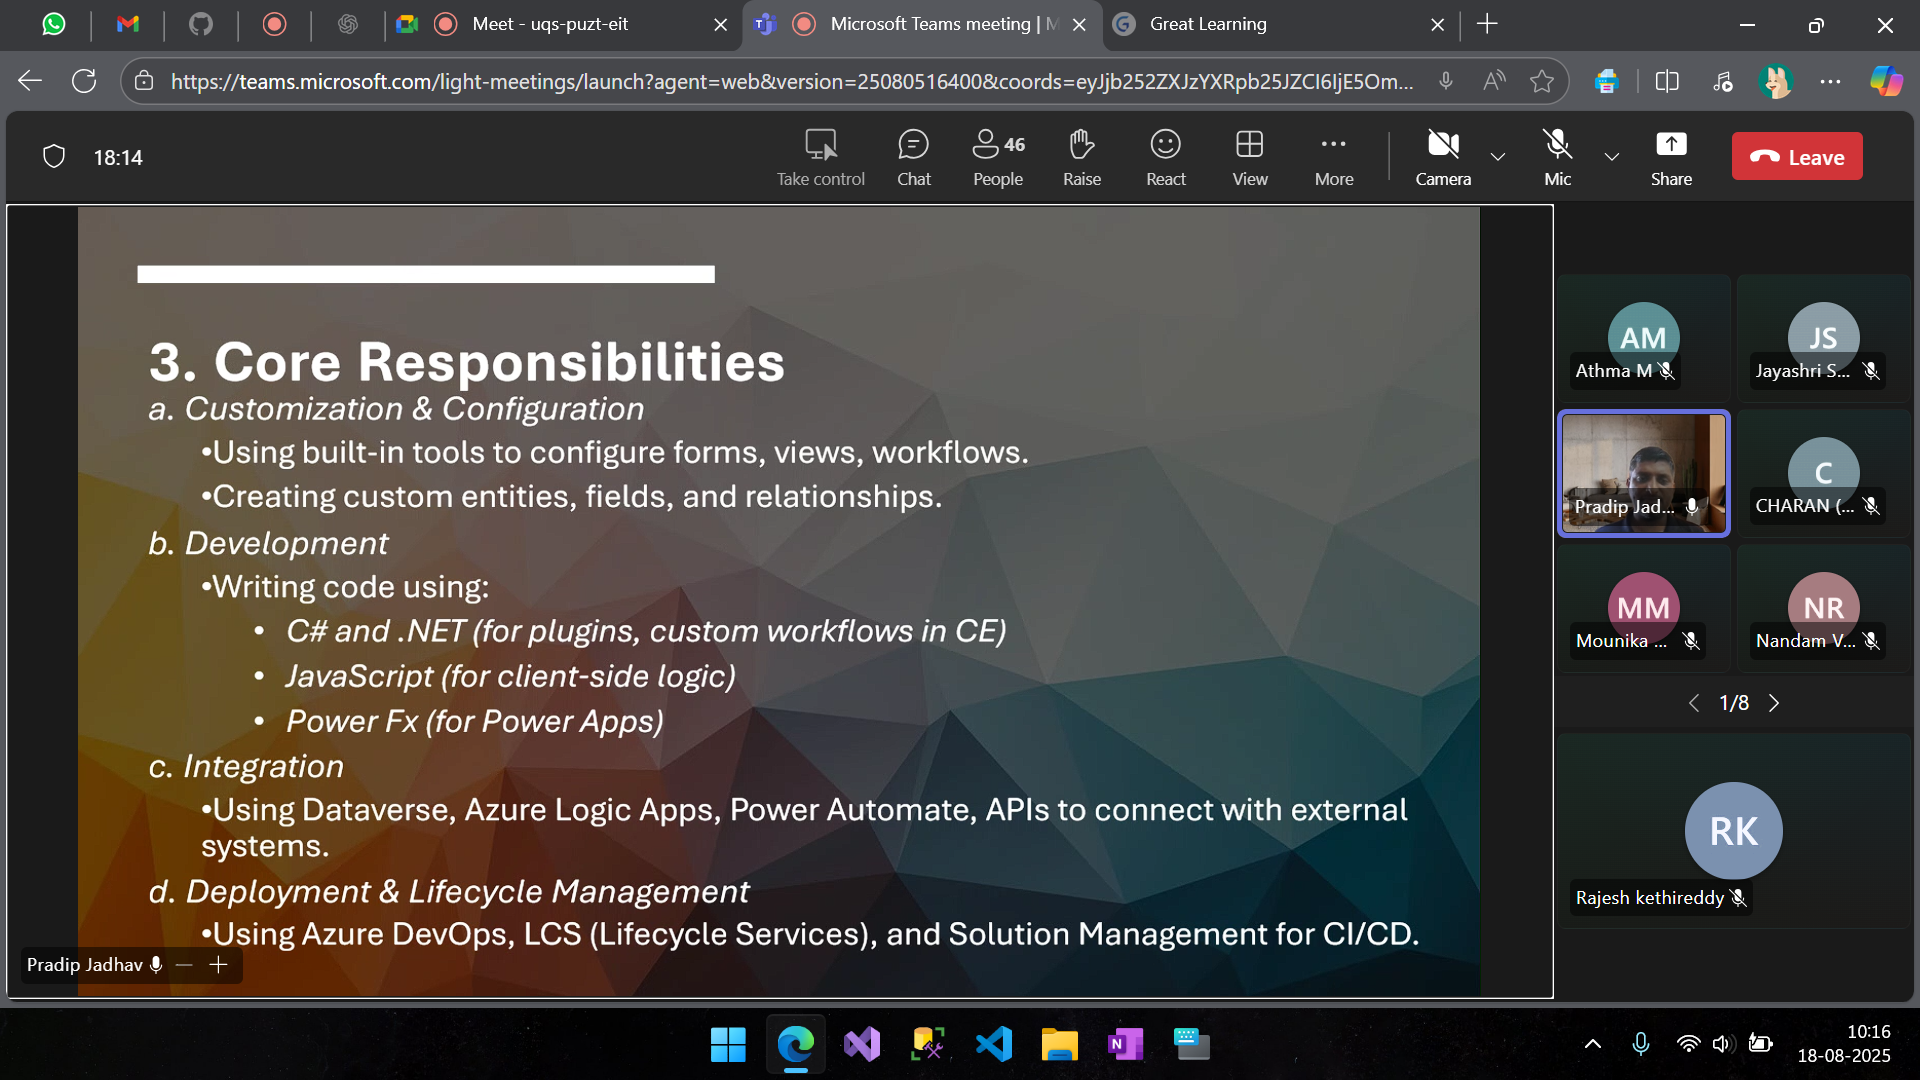 Meet - uqs-puzt-eit
Microsoft Teams meeting | M
Great Learning
https://teams.microsoft.com/light-meetings/launch?agent=web&version=25080516400&coords=eyJjb252ZXJzYXRpb25JZCI6IjE5Om...
18:14
Take control
Chat
People
46
Raise
React
View
More
Camera
Mic
Share
Leave
3. Core Responsibilities
a. Customization & Configuration
•Using built-in tools to configure forms, views, workflows.
•Creating custom entities, fields, and relationships.
b. Development
•Writing code using:
• C# and .NET (for plugins, custom workflows in CE)
• JavaScript (for client-side logic)
• Power Fx (for Power Apps)
c. Integration
•Using Dataverse, Azure Logic Apps, Power Automate, APIs to connect with external
systems.
d. Deployment & Lifecycle Management
•Using Azure DevOps, LCS (Lifecycle Services), and Solution Management for CI/CD.
Pradip Jadhav
AM
Athma M
JS
Jayashri S...
Pradip Jad...
C
CHARAN (...
MM
Mounika ...
NR
Nandam V...
1/8
RK
Rajesh kethireddy
10:16
18-08-2025